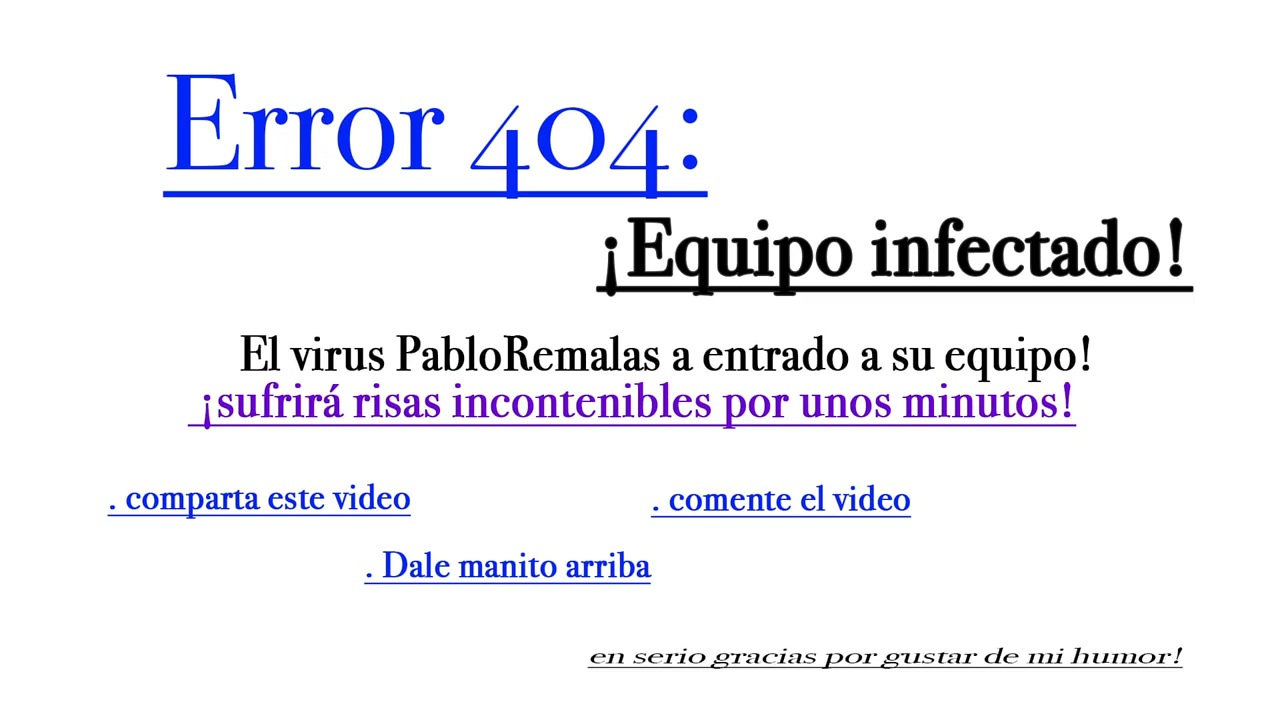 Error 404:
¡Equipo infectado!
El virus PabloRemalas a entrado a su equipo!
¡sufrirá risas incontenibles por unos minutos!
. comparta este video
. comente el video
. Dale manito arriba
en serio gracias por gustar de mi humor!